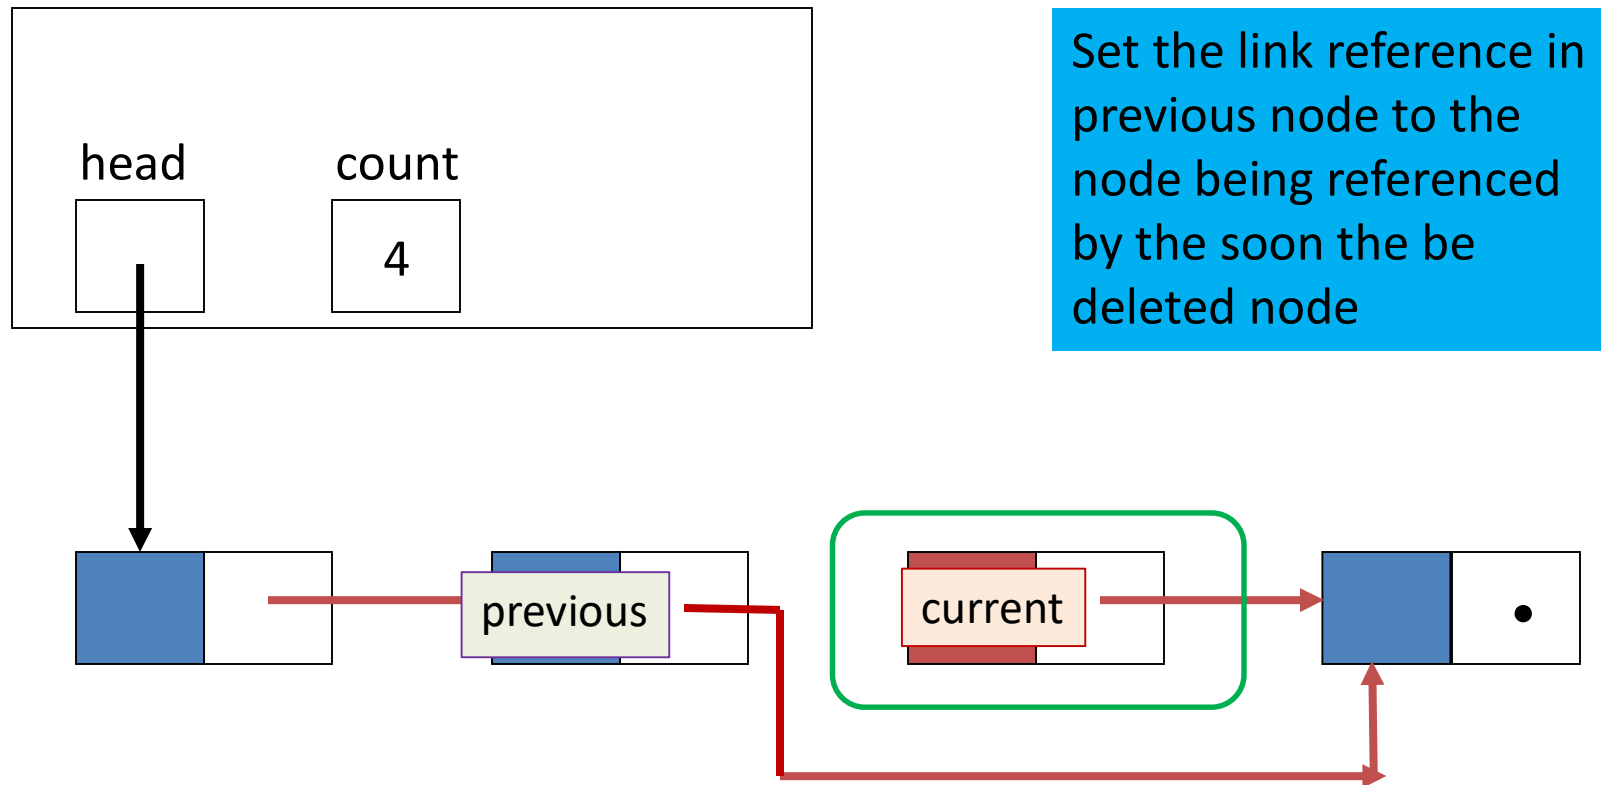 head
count
4
Set the link reference in
previous node to the
node being referenced
by the soon the be
deleted node
previous
current